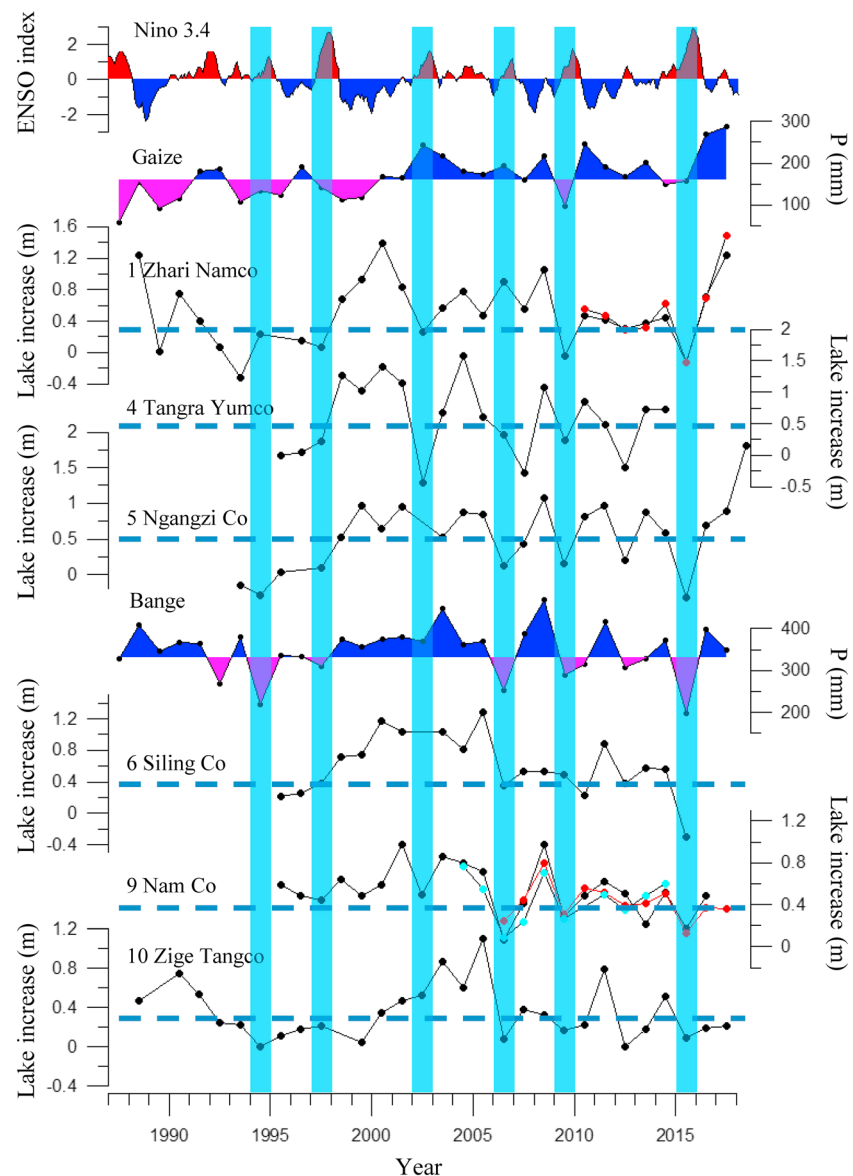 Nino 3.4
ENSO index
2
0
-2
Gaize
P (mm)
300
200
100
1 Zhari Namco
Lake increase (m)
1.6
1.2
0.8
0.4
0
-0.4
4 Tangra Yumco
Lake increase (m)
2
1.5
1
0.5
0
-0.5
5 Ngangzi Co
Lake increase (m)
2
1.5
1
0.5
0
Bange
P (mm)
400
300
200
6 Siling Co
Lake increase (m)
1.2
0.8
0.4
0
-0.4
9 Nam Co
Lake increase (m)
1.2
0.8
0.4
0
10 Zige Tangco
Lake increase (m)
1.2
0.8
0.4
0
-0.4
1990 1995 2000 2005 2010 2015
Year